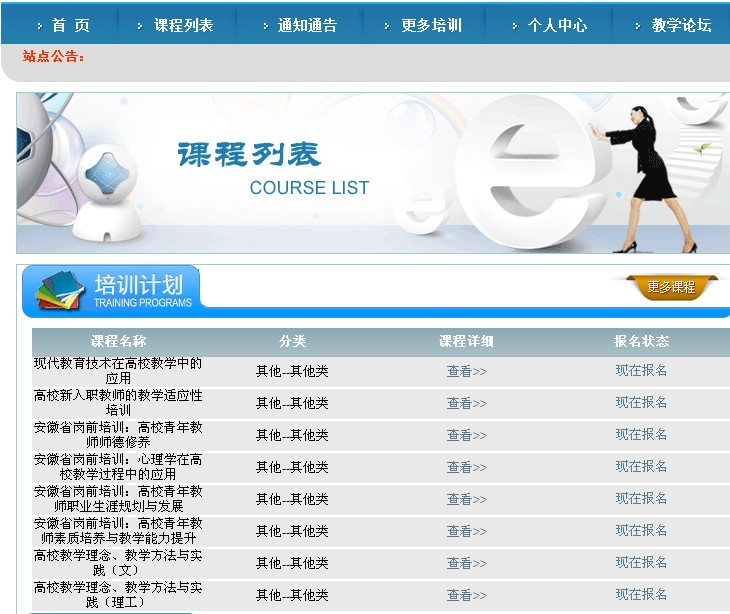 首 页 课程列表 通知通告 更多培训 个人中心 教学论坛
站点公告：
课程列表
COURSE LIST
培训计划
TRAINING PROGRAMS
更多课程
课程名称 分类 课程详细 报名状态
现代教育技术在高校教学中的
应用
其他--其他类 查看>> 现在报名
高校新入职教师的教学适应性
培训
其他--其他类 查看>> 现在报名
安徽省岗前培训：高校青年教
师师德修养
其他--其他类 查看>> 现在报名
安徽省岗前培训：心理学在高
校教学过程中的应用
其他--其他类 查看>> 现在报名
安徽省岗前培训：高校青年教
师职业生涯规划与发展
其他--其他类 查看>> 现在报名
安徽省岗前培训：高校青年教
师素质培养与教学能力提升
其他--其他类 查看>> 现在报名
高校教学理念、教学方法与实
践（文）
其他--其他类 查看>> 现在报名
高校教学理念、教学方法与实
践（理工）
其他--其他类 查看>> 现在报名